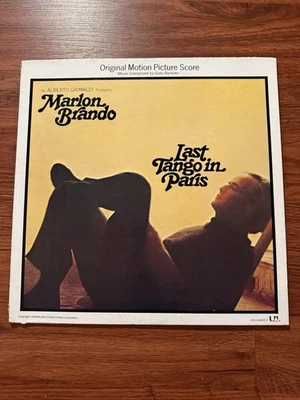 Original Motion Picture Score
Music Composed by Gato Barbieri
An ALBERTO GRIMALDI Production
Marlon
Brando
Last
Tango in
Paris